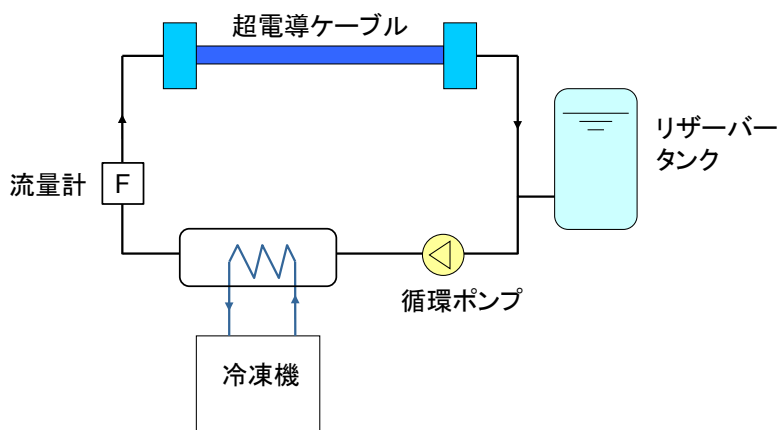 超電導ケーブル
リザーバー
タンク
流量計
F
循環ポンプ
冷凍機